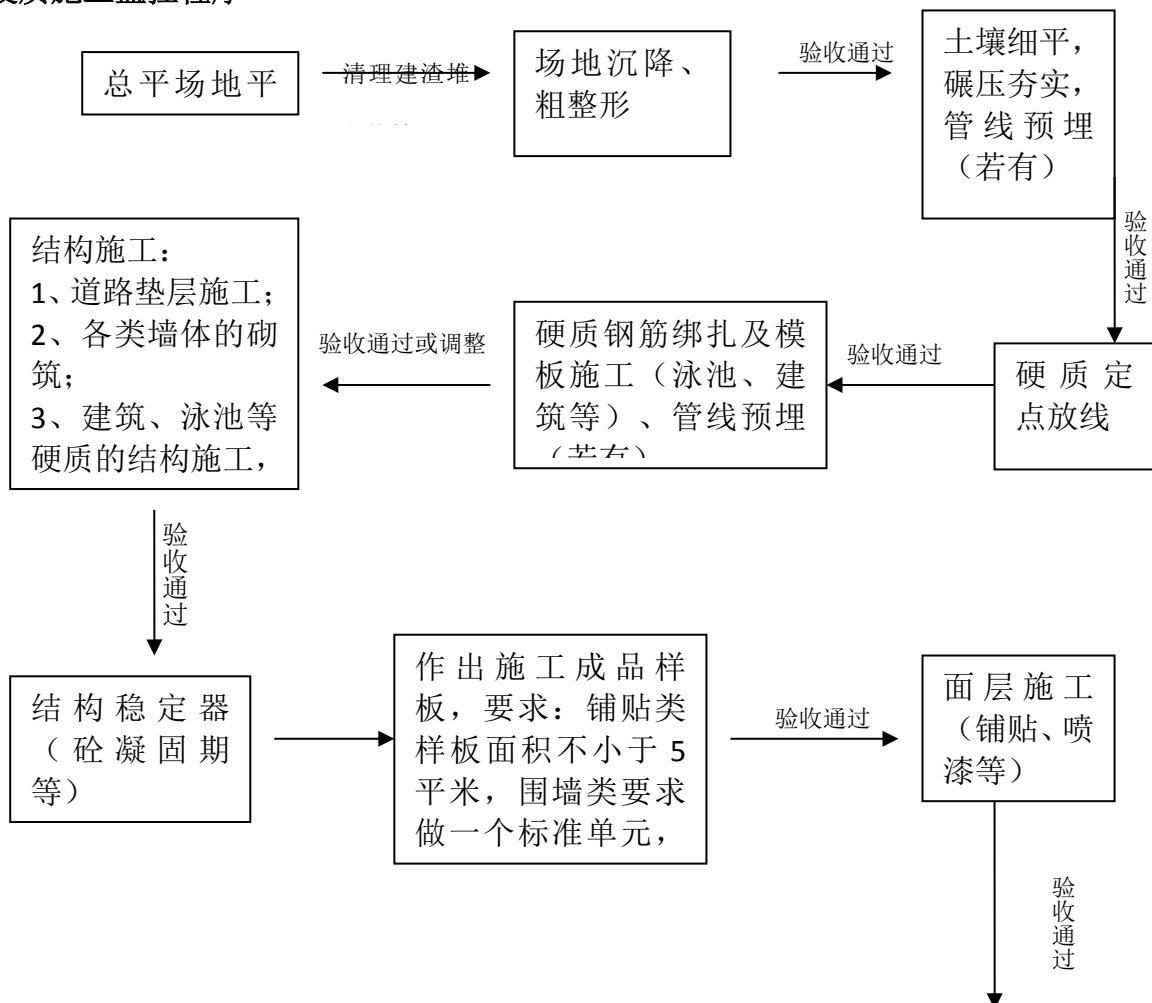 总平场地平
清理建渣堆
场地沉降、
粗整形
验收通过
土壤细平，
碾压夯实，
管线预埋
（若有）
验收通过
硬质定
点放线
验收通过
硬质钢筋绑扎及模
板施工（泳池、建
筑等）、管线预埋
（若有）
验收通过或调整
结构施工：
1、道路垫层施工；
2、各类墙体的砌
筑；
3、建筑、泳池等
硬质的结构施工，
验收通过
结构稳定器
（砼凝固期
等）
作出施工成品样
板，要求：铺贴类
样板面积不小于 5
平米，围墙类要求
做一个标准单元，
验收通过
面层施工
（铺贴、喷
漆等）
验收通过